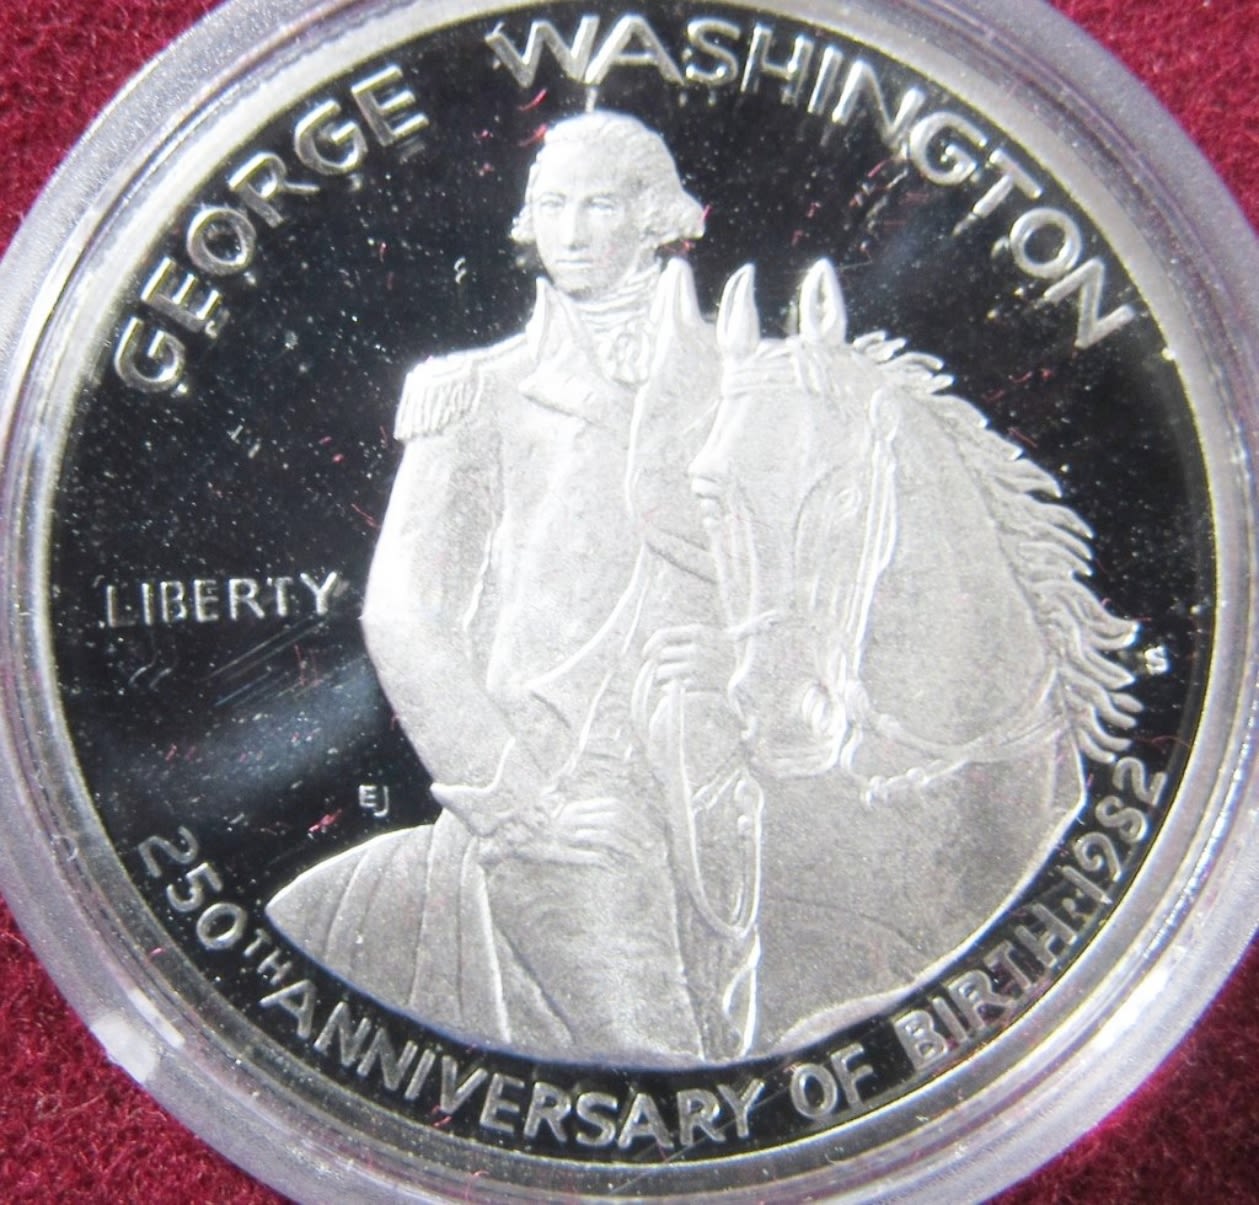 GEORGE WASHINGTON
LIBERTY
S
EJ
250TH ANNIVERSARY OF BIRTH·1982